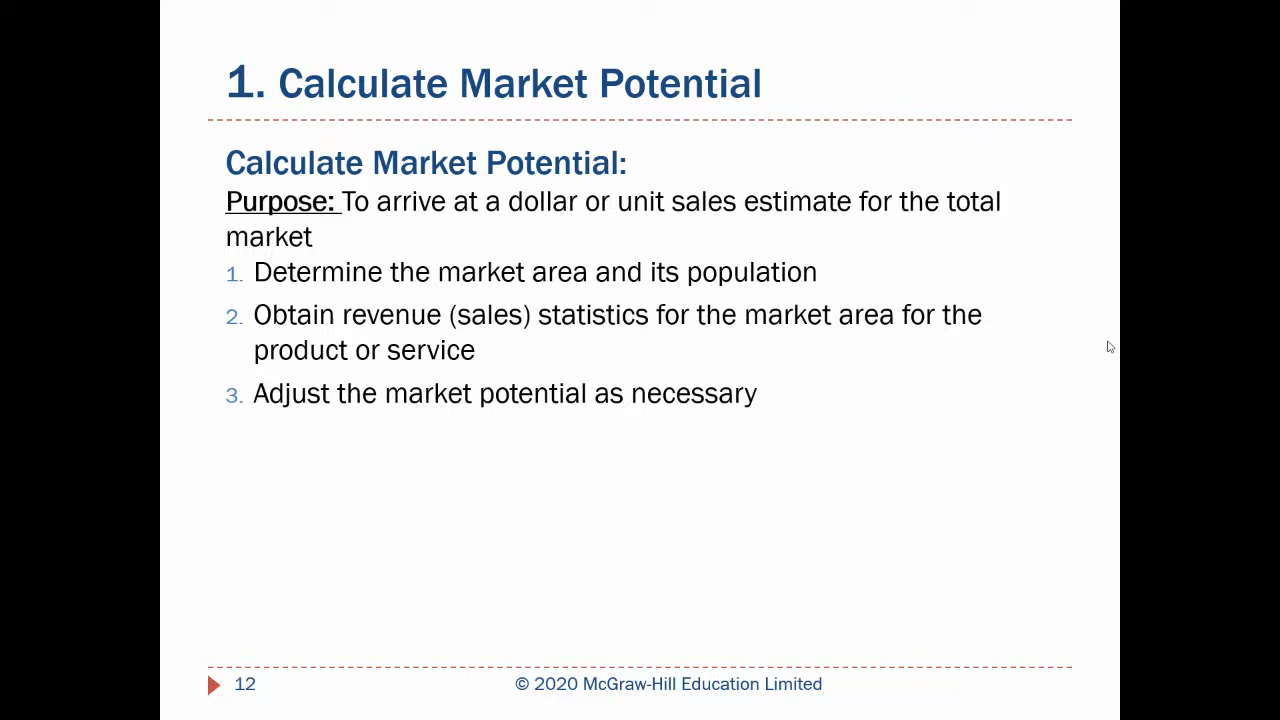 1. Calculate Market Potential
Calculate Market Potential:
Purpose: To arrive at a dollar or unit sales estimate for the total
market
1. Determine the market area and its population
2. Obtain revenue (sales) statistics for the market area for the
product or service
3. Adjust the market potential as necessary
12
© 2020 McGraw-Hill Education Limited